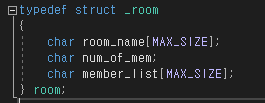 typedef struct _room
{
    char room_name[MAX_SIZE];
    char num_of_mem;
    char member_list[MAX_SIZE];
} room;